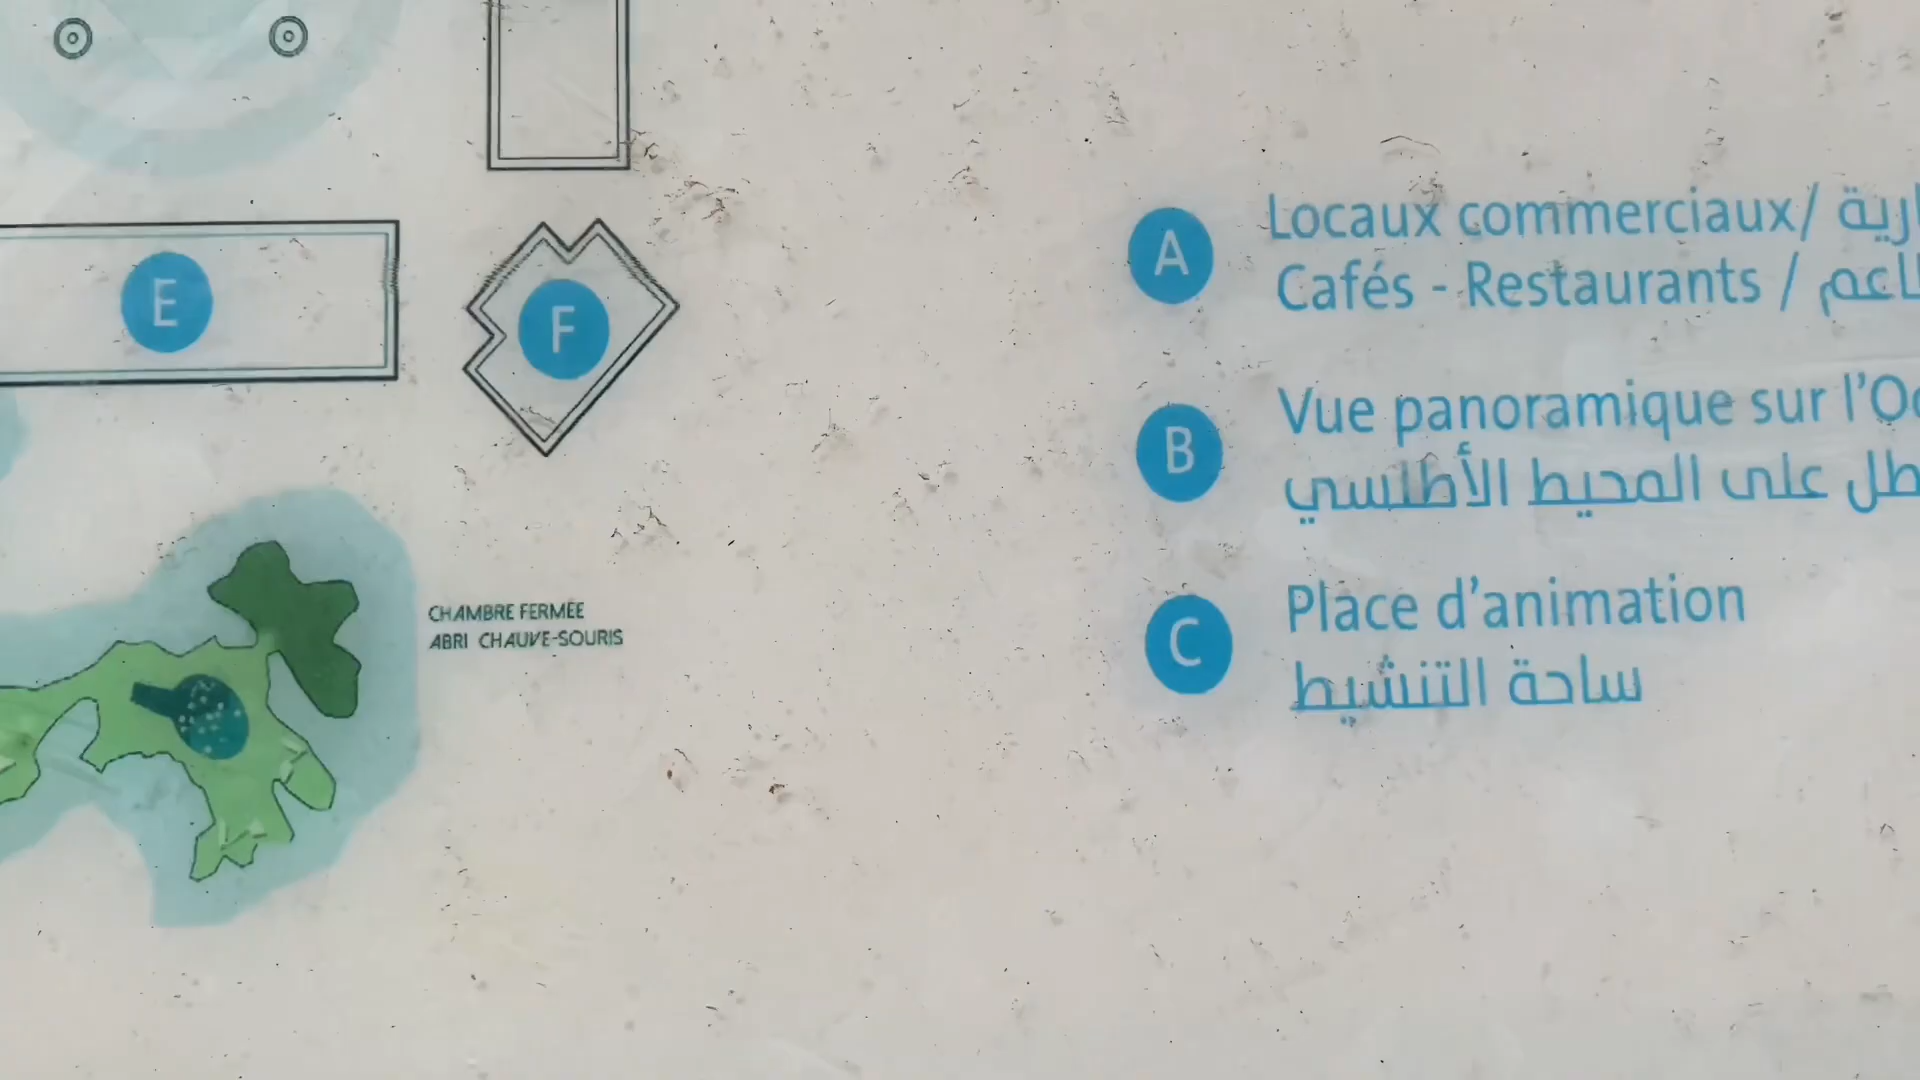 E
F
CHAMBRE FERMÉE
ABRI CHAUVE-SOURIS
A
Locaux commerciaux/
Cafés - Restaurants /
B
Vue panoramique sur
على المحيط الأطلسي
C
Place d'animation
ساحة التنشيط